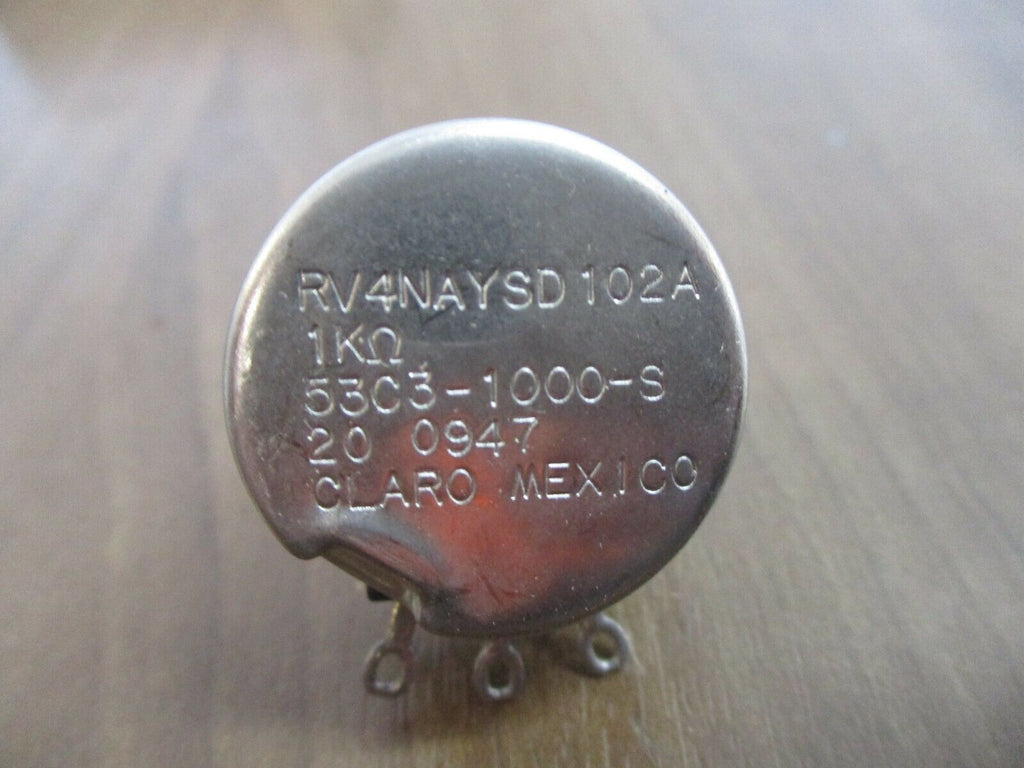 RV4NAYSD102A
1KΩ
53C3-1000-S
20 0947
CLARO MEXICO